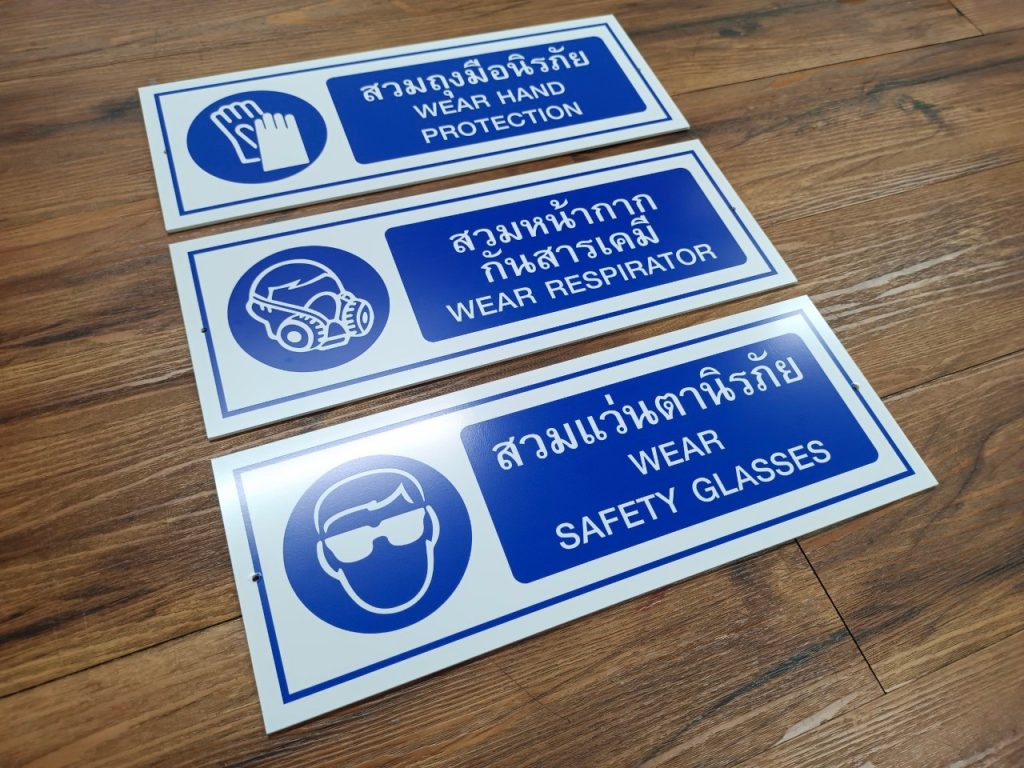 สวมถุงมือนิรภัย
WEAR HAND
PROTECTION
สวมหน้ากาก
กันสารเคมี
WEAR RESPIRATOR
สวมแว่นตานิรภัย
WEAR
SAFETY GLASSES